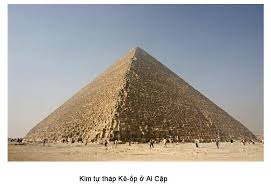 Kim tự tháp Kê-ốp ở Ai Cập